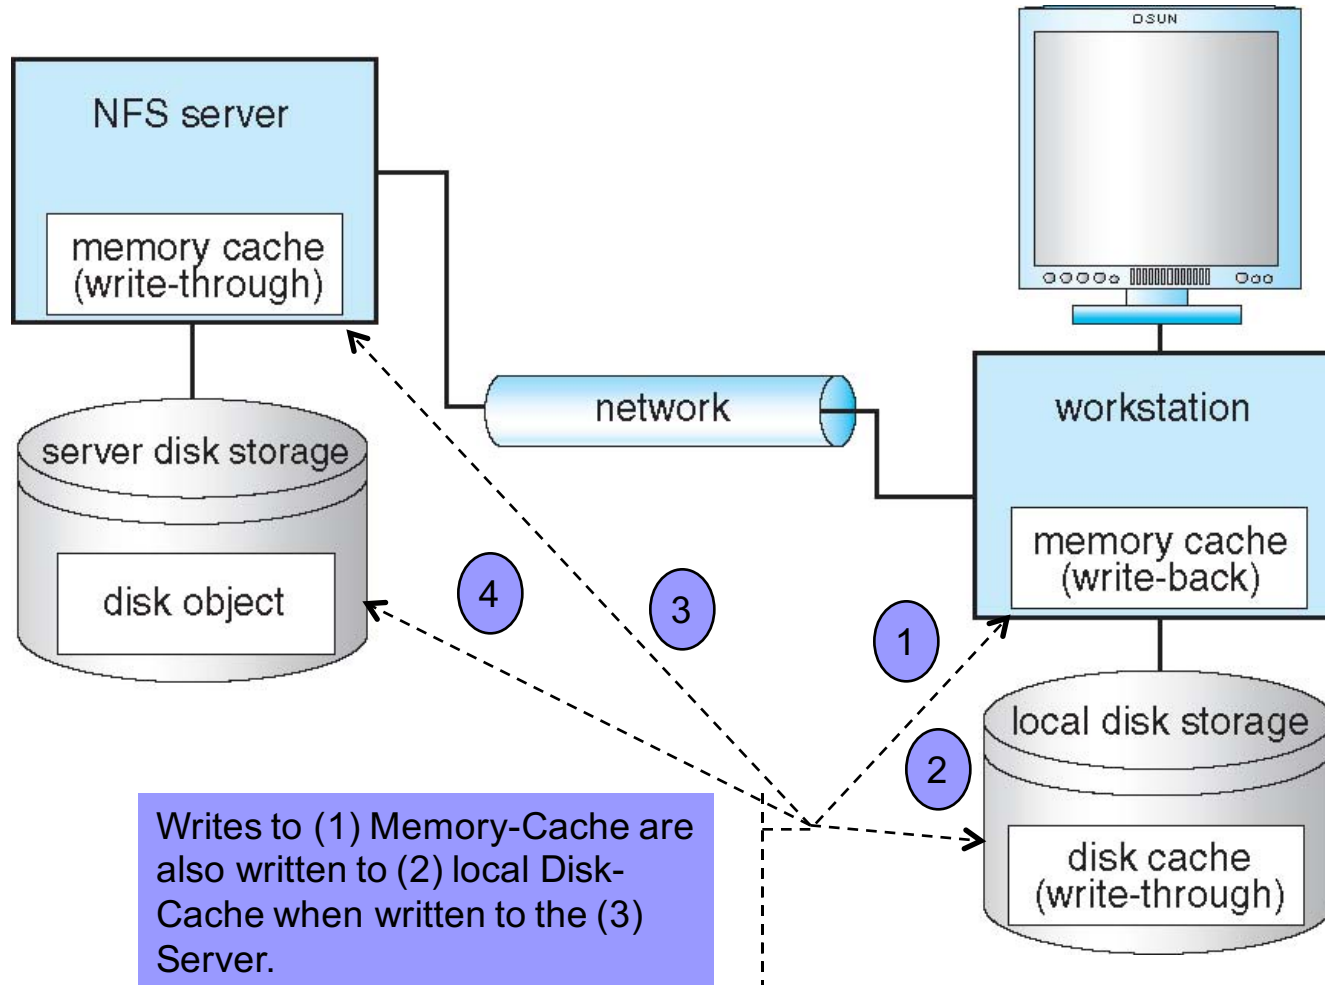 DSUN
NFS server
memory cache
(write-through)
network
workstation
server disk storage
memory cache
(write-back)
disk object
4
3
1
local disk storage
2
disk cache
(write-through)
Writes to (1) Memory-Cache are
also written to (2) local Disk-
Cache when written to the (3)
Server.